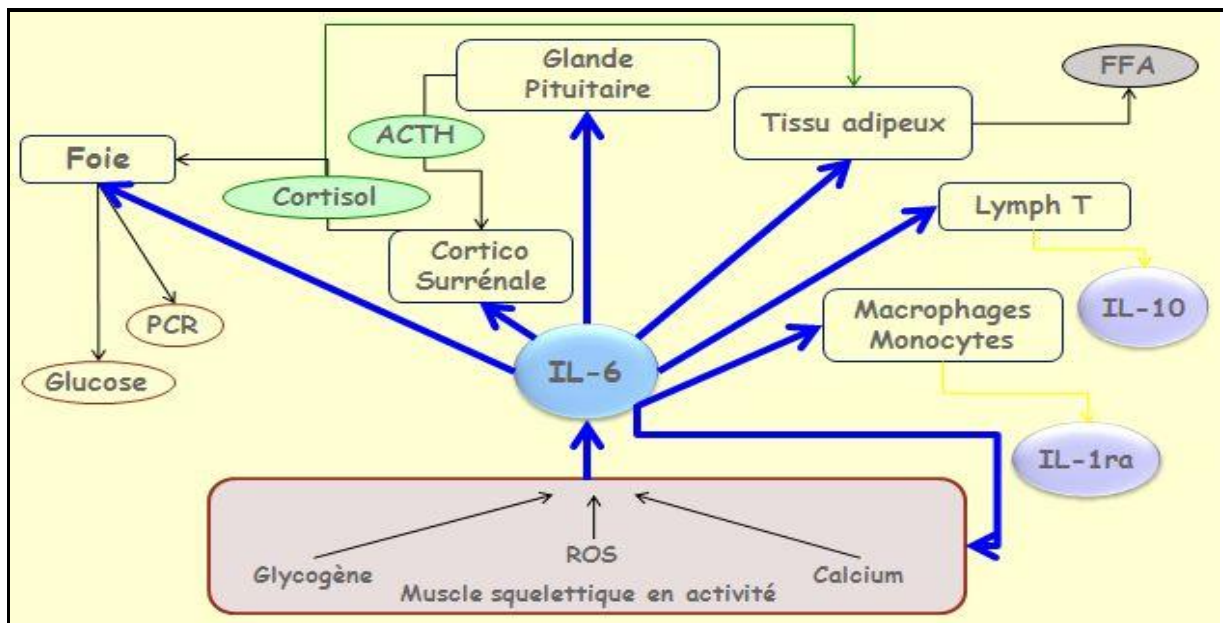 Glande
Pituitaire
FFA
Tissu adipeux
ACTH
Foie
Cortisol
Lymph T
Cortico
Surrénale
IL-10
Macrophages
Monocytes
PCR
Glucose
IL-6
IL-1ra
ROS
Glycogène
Calcium
Muscle squelettique en activité